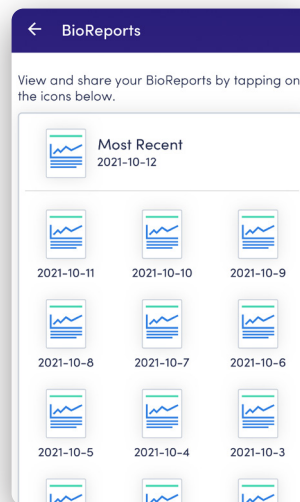 BioReports
View and share your BioReports by tapping on
the icons below.
Most Recent
2021-10-12
2021-10-11 2021-10-10 2021-10-9
2021-10-8 2021-10-7 2021-10-6
2021-10-5 2021-10-4 2021-10-3